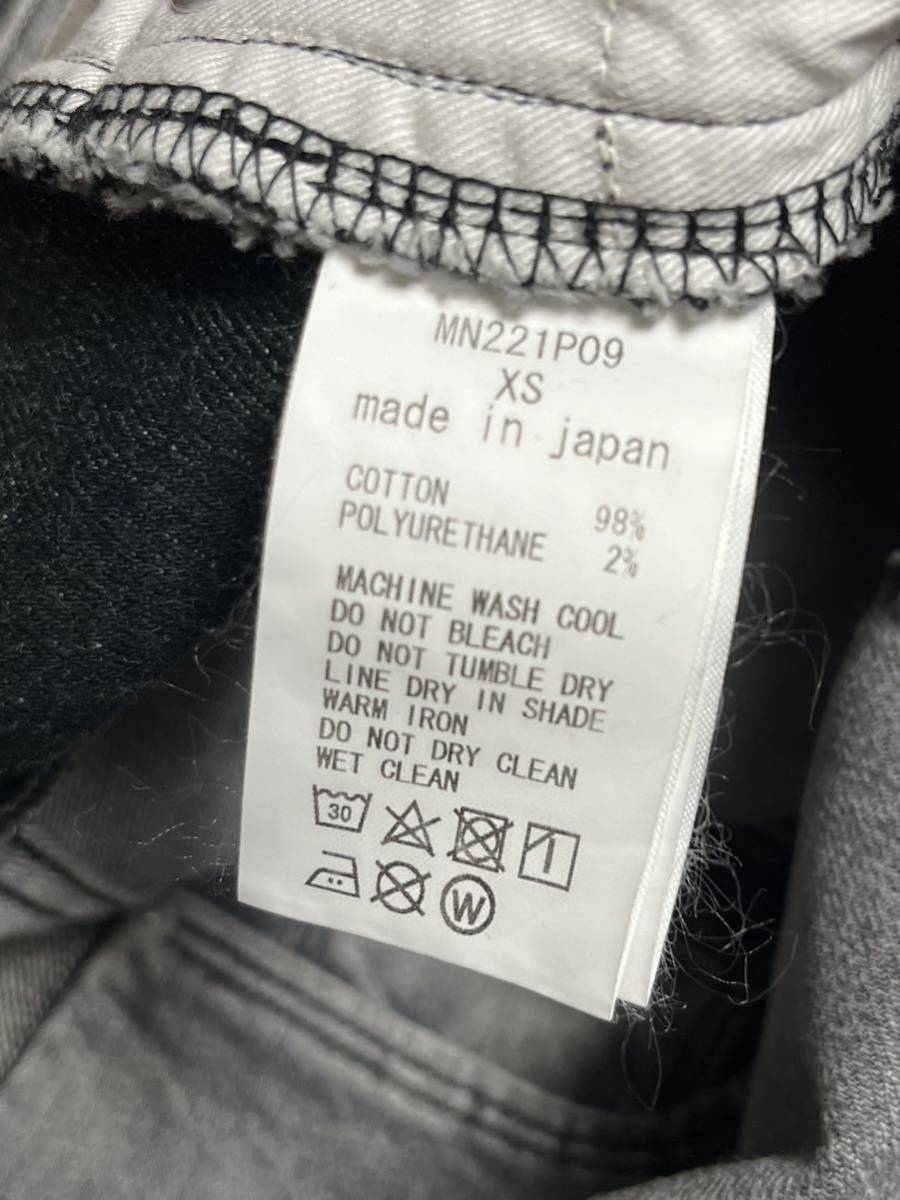 MN221P09
XS
made in japan
COTTON 98%
POLYURETHANE 2%
MACHINE WASH COOL
DO NOT BLEACH
DO NOT TUMBLE DRY
LINE DRY IN SHADE
WARM IRON
DO NOT DRY CLEAN
WET CLEAN
30
W